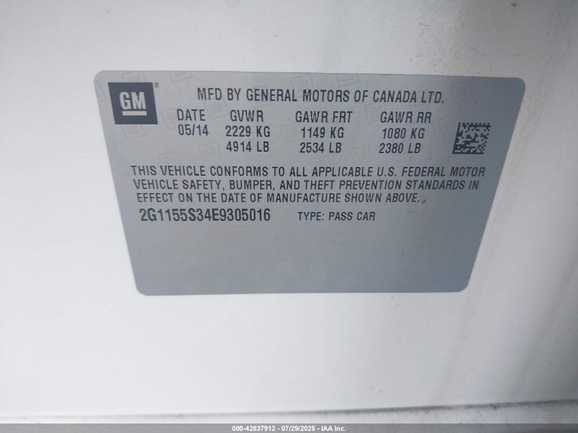 GM
MFD BY GENERAL MOTORS OF CANADA LTD.
DATE GVWR GAWR FRT GAWR RR
05/14 2229 KG 1149 KG 1080 KG
4914 LB 2534 LB 2380 LB
THIS VEHICLE CONFORMS TO ALL APPLICABLE U.S. FEDERAL MOTOR
VEHICLE SAFETY, BUMPER, AND THEFT PREVENTION STANDARDS IN
EFFECT ON THE DATE OF MANUFACTURE SHOWN ABOVE.
2G1155S34E9305016 TYPE: PASS CAR
000-42837912 - 07/29/2025 - IAAI.COM